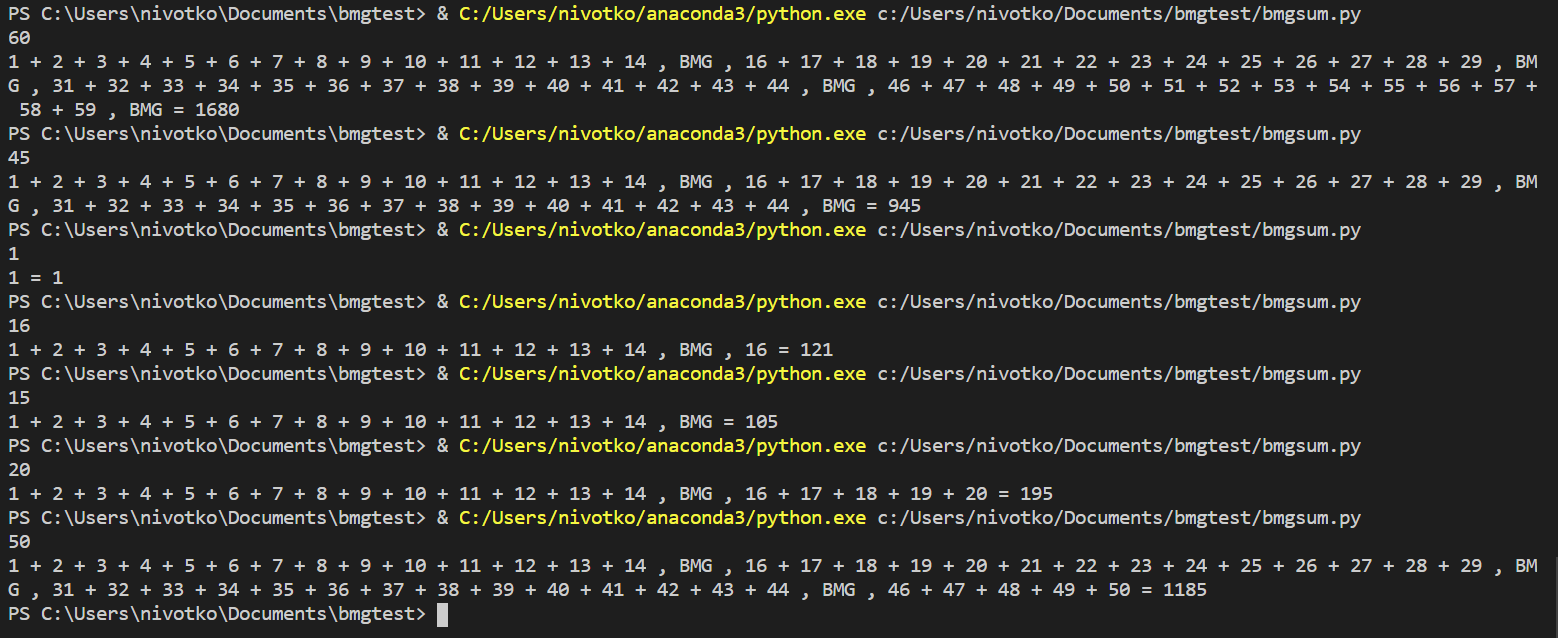 PS C:\Users\nivotko\Documents\bmgtest> & C:/Users/nivotko/anaconda3/python.exe c:/Users/nivotko/Documents/bmgtest/bmgsum.py
60
1 + 2 + 3 + 4 + 5 + 6 + 7 + 8 + 9 + 10 + 11 + 12 + 13 + 14 , BMG , 16 + 17 + 18 + 19 + 20 + 21 + 22 + 23 + 24 + 25 + 26 + 27 + 28 + 29 , BM
G , 31 + 32 + 33 + 34 + 35 + 36 + 37 + 38 + 39 + 40 + 41 + 42 + 43 + 44 , BMG , 46 + 47 + 48 + 49 + 50 + 51 + 52 + 53 + 54 + 55 + 56 + 57 +
 58 + 59 , BMG = 1680
PS C:\Users\nivotko\Documents\bmgtest> & C:/Users/nivotko/anaconda3/python.exe c:/Users/nivotko/Documents/bmgtest/bmgsum.py
45
1 + 2 + 3 + 4 + 5 + 6 + 7 + 8 + 9 + 10 + 11 + 12 + 13 + 14 , BMG , 16 + 17 + 18 + 19 + 20 + 21 + 22 + 23 + 24 + 25 + 26 + 27 + 28 + 29 , BM
G , 31 + 32 + 33 + 34 + 35 + 36 + 37 + 38 + 39 + 40 + 41 + 42 + 43 + 44 , BMG = 945
PS C:\Users\nivotko\Documents\bmgtest> & C:/Users/nivotko/anaconda3/python.exe c:/Users/nivotko/Documents/bmgtest/bmgsum.py
1
1 = 1
PS C:\Users\nivotko\Documents\bmgtest> & C:/Users/nivotko/anaconda3/python.exe c:/Users/nivotko/Documents/bmgtest/bmgsum.py
16
1 + 2 + 3 + 4 + 5 + 6 + 7 + 8 + 9 + 10 + 11 + 12 + 13 + 14 , BMG , 16 = 121
PS C:\Users\nivotko\Documents\bmgtest> & C:/Users/nivotko/anaconda3/python.exe c:/Users/nivotko/Documents/bmgtest/bmgsum.py
15
1 + 2 + 3 + 4 + 5 + 6 + 7 + 8 + 9 + 10 + 11 + 12 + 13 + 14 , BMG = 105
PS C:\Users\nivotko\Documents\bmgtest> & C:/Users/nivotko/anaconda3/python.exe c:/Users/nivotko/Documents/bmgtest/bmgsum.py
20
1 + 2 + 3 + 4 + 5 + 6 + 7 + 8 + 9 + 10 + 11 + 12 + 13 + 14 , BMG , 16 + 17 + 18 + 19 + 20 = 195
PS C:\Users\nivotko\Documents\bmgtest> & C:/Users/nivotko/anaconda3/python.exe c:/Users/nivotko/Documents/bmgtest/bmgsum.py
50
1 + 2 + 3 + 4 + 5 + 6 + 7 + 8 + 9 + 10 + 11 + 12 + 13 + 14 , BMG , 16 + 17 + 18 + 19 + 20 + 21 + 22 + 23 + 24 + 25 + 26 + 27 + 28 + 29 , BM
G , 31 + 32 + 33 + 34 + 35 + 36 + 37 + 38 + 39 + 40 + 41 + 42 + 43 + 44 , BMG , 46 + 47 + 48 + 49 + 50 = 1185
PS C:\Users\nivotko\Documents\bmgtest>